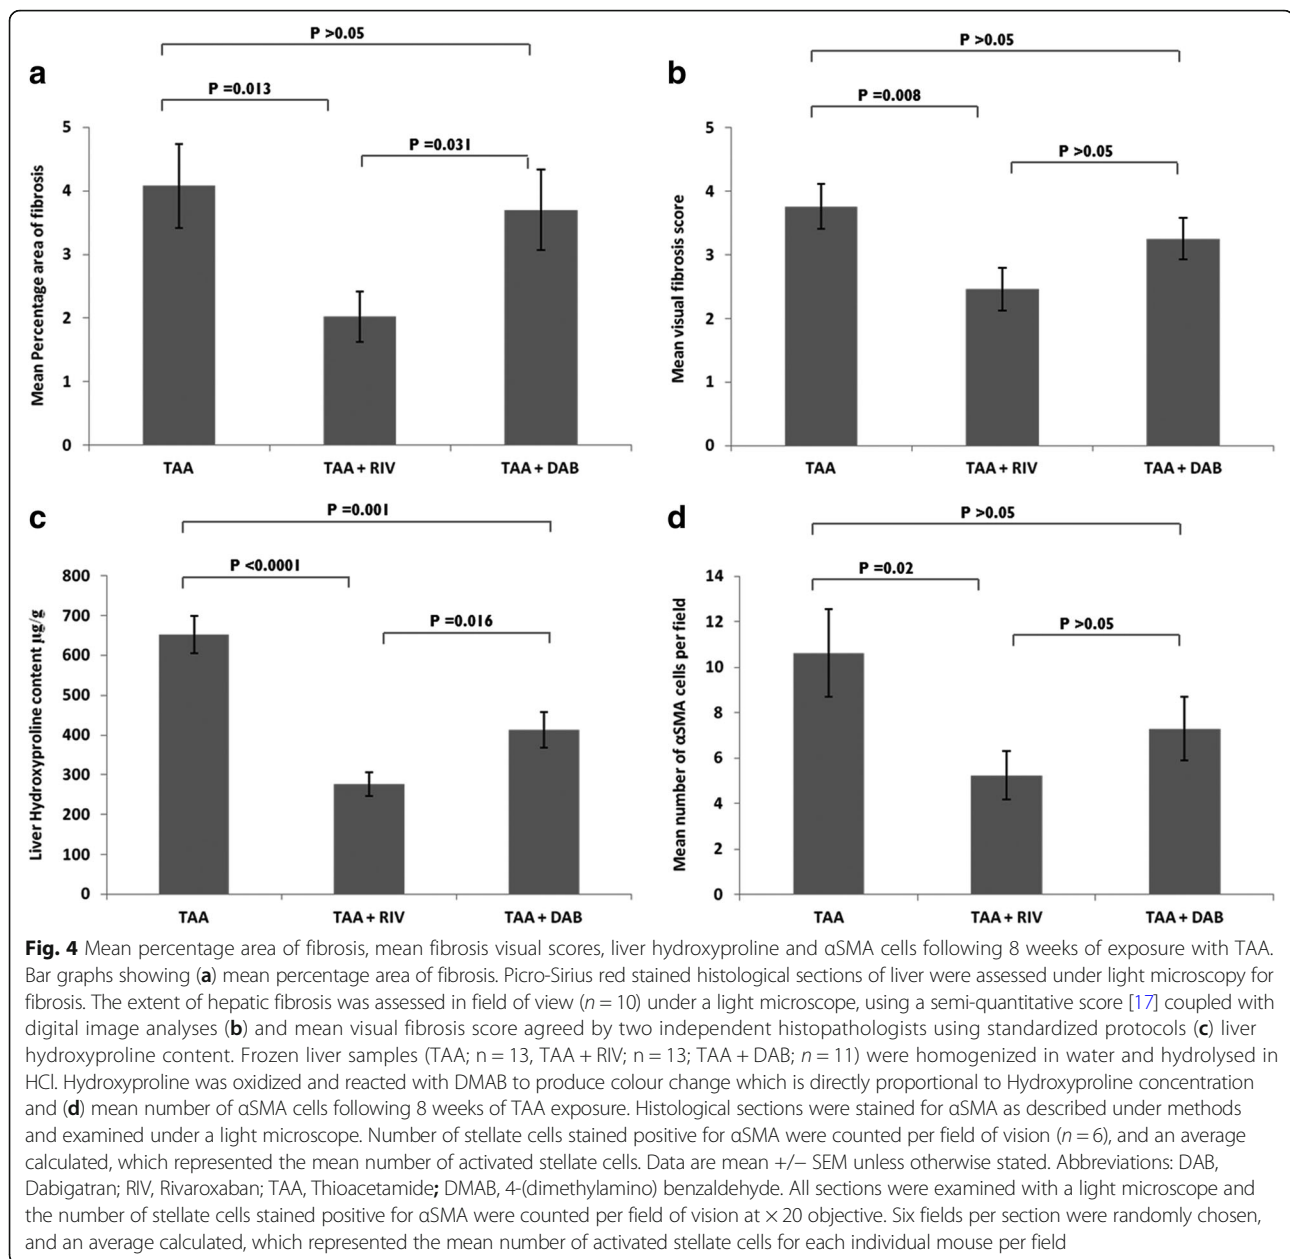 P >0.05
a
P =0.013
P =0.031
Mean Percentage area of fibrosis
5
4
3
2
1
0
TAA
TAA + RIV
TAA + DAB
P >0.05
b
P =0.008
P >0.05
Mean visual fibrosis score
5
4
3
2
1
0
TAA
TAA + RIV
TAA + DAB
c
P =0.001
P <0.0001
P =0.016
Liver Hydroxyproline content µg/g
800
700
600
500
400
300
200
100
0
TAA
TAA + RIV
TAA + DAB
d
P >0.05
P =0.02
P >0.05
Mean number of αSMA cells per field
14
12
10
8
6
4
2
0
TAA
TAA + RIV
TAA + DAB
Fig. 4 Mean percentage area of fibrosis, mean fibrosis visual scores, liver hydroxyproline and αSMA cells following 8 weeks of exposure with TAA.
Bar graphs showing (a) mean percentage area of fibrosis. Picro-Sirius red stained histological sections of liver were assessed under light microscopy for
fibrosis. The extent of hepatic fibrosis was assessed in field of view (n = 10) under a light microscope, using a semi-quantitative score [17] coupled with
digital image analyses (b) and mean visual fibrosis score agreed by two independent histopathologists using standardized protocols (c) liver
hydroxyproline content. Frozen liver samples (TAA; n = 13, TAA + RIV; n = 13; TAA + DAB; n = 11) were homogenized in water and hydrolysed in
HCl. Hydroxyproline was oxidized and reacted with DMAB to produce colour change which is directly proportional to Hydroxyproline concentration
and (d) mean number of αSMA cells following 8 weeks of TAA exposure. Histological sections were stained for αSMA as described under methods
and examined under a light microscope. Number of stellate cells stained positive for αSMA were counted per field of vision (n = 6), and an average
calculated, which represented the mean number of activated stellate cells. Data are mean +/− SEM unless otherwise stated. Abbreviations: DAB,
Dabigatran; RIV, Rivaroxaban; TAA, Thioacetamide; DMAB, 4-(dimethylamino) benzaldehyde. All sections were examined with a light microscope and
the number of stellate cells stained positive for αSMA were counted per field of vision at × 20 objective. Six fields per section were randomly chosen,
and an average calculated, which represented the mean number of activated stellate cells for each individual mouse per field